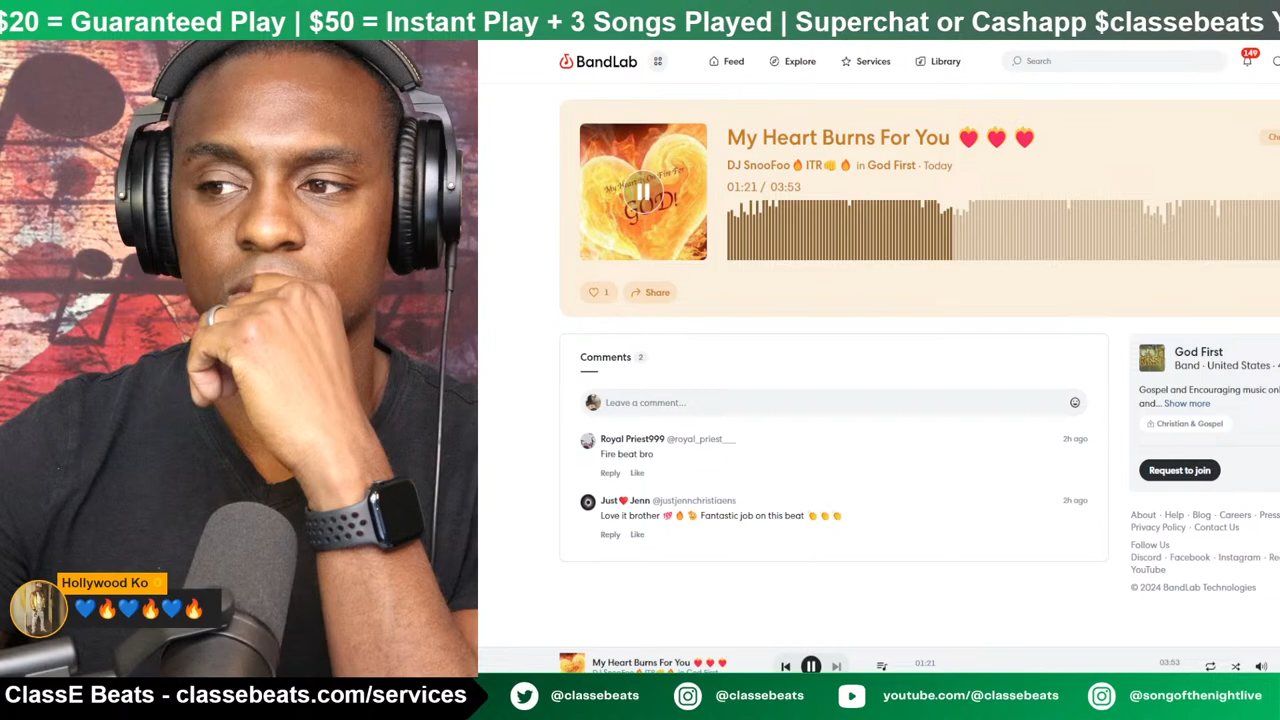 $20 = Guaranteed Play | $50 = Instant Play + 3 Songs Played | Superchat or Cashapp $classebeats
BandLab
Feed
Explore
Services
Library
Search
149
My Heart Burns For You ❤️‍🔥 ❤️‍🔥 ❤️‍🔥
DJ SnooFoo🔥ITR👊🔥 in God First · Today
01:21 / 03:53
My Heart Is On Fire For
GOD!
1
Share
Comments 2
Leave a comment...
Royal Priest999 @royal_priest___
2h ago
Fire beat bro
Reply Like
Just❤️Jenn @justjennchristiaens
2h ago
Love it brother 💯 🔥 👏 Fantastic job on this beat 👏 👏 👏
Reply Like
God First
Band · United States ·
Gospel and Encouraging music
and... Show more
Christian & Gospel
Request to join
About · Help · Blog · Careers · Press
Privacy Policy · Contact Us
Follow Us
Discord · Facebook · Instagram ·
YouTube
© 2024 BandLab Technologies
Hollywood Ko
💙🔥💙🔥💙🔥
My Heart Burns For You ❤️‍🔥 ❤️‍🔥 ❤️‍🔥
01:21
03:53
ClassE Beats - classebeats.com/services
@classebeats
@classebeats
youtube.com/@classebeats
@songofthenightlive